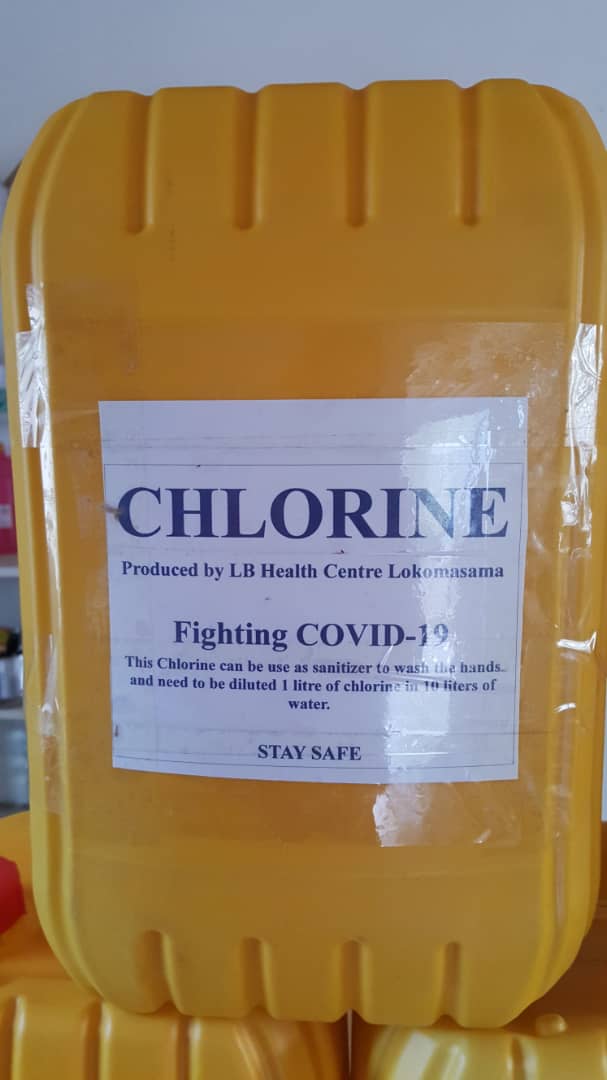 CHLORINE
Produced by LB Health Centre Lokomasama
Fighting COVID-19
This Chlorine can be use as sanitizer to wash the hands.
and need to be diluted 1 litre of chlorine in 10 liters of
water.
STAY SAFE